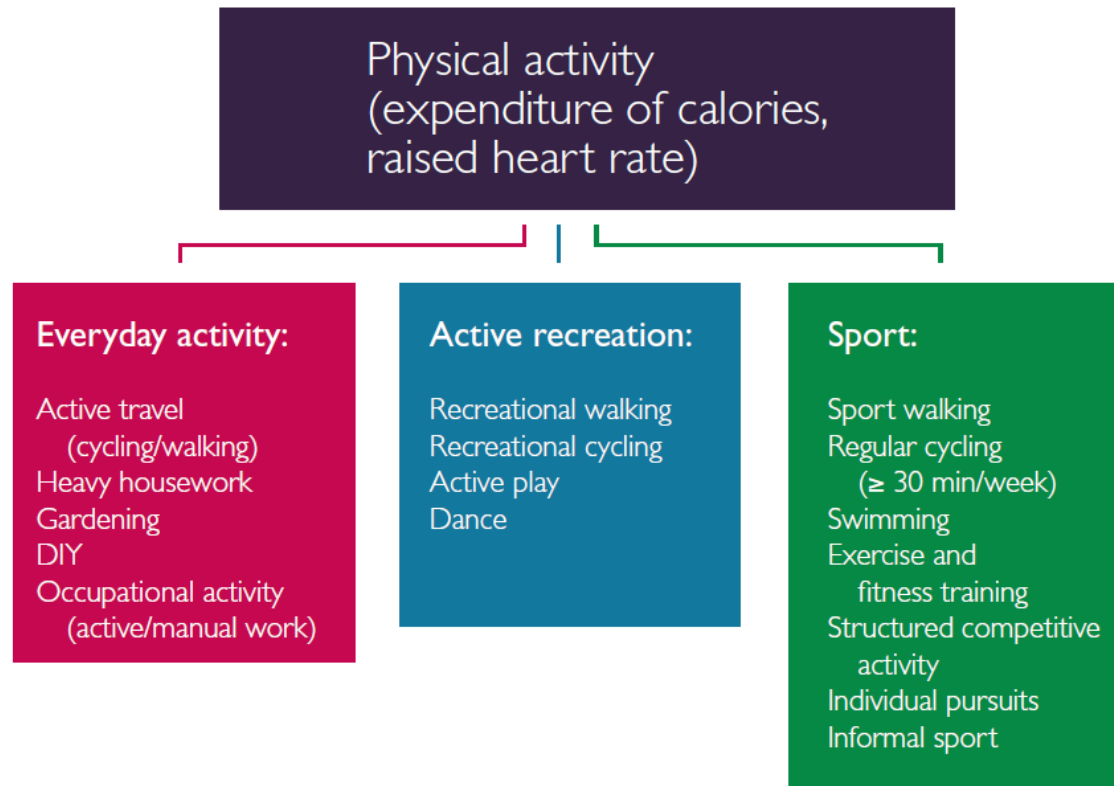 Physical activity
(expenditure of calories,
raised heart rate)
Everyday activity:
Active travel
(cycling/walking)
Heavy housework
Gardening
DIY
Occupational activity
(active/manual work)
Active recreation:
Recreational walking
Recreational cycling
Active play
Dance
Sport:
Sport walking
Regular cycling
(≥ 30 min/week)
Swimming
Exercise and
fitness training
Structured competitive
activity
Individual pursuits
Informal sport